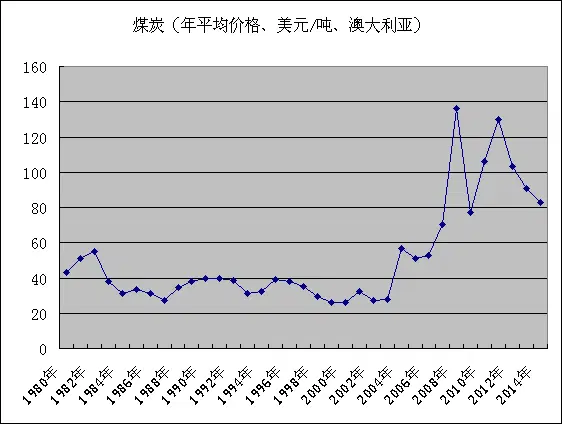 煤炭（年平均价格、美元/吨、澳大利亚）
160
140
120
100
80
60
40
20
0
1980年
1982年
1984年
1986年
1988年
1990年
1992年
1994年
1996年
1998年
2000年
2002年
2004年
2006年
2008年
2010年
2012年
2014年